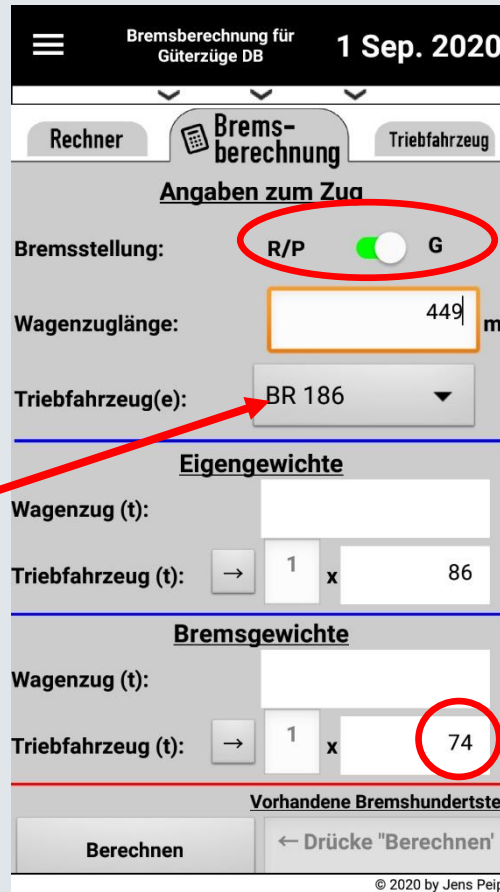 Bremsberechnung für
Güterzüge DB
1 Sep. 2020
Rechner
Brems-
berechnung
Triebfahrzeug
Angaben zum Zug
Bremsstellung: R/P G
Wagenzuglänge: 449 m
Triebfahrzeug(e): BR 186
Eigengewichte
Wagenzug (t):
Triebfahrzeug (t): → 1 x 86
Bremsgewichte
Wagenzug (t):
Triebfahrzeug (t): → 1 x 74
Vorhandene Bremshundertste
Berechnen
← Drücke "Berechnen'
© 2020 by Jens Pei